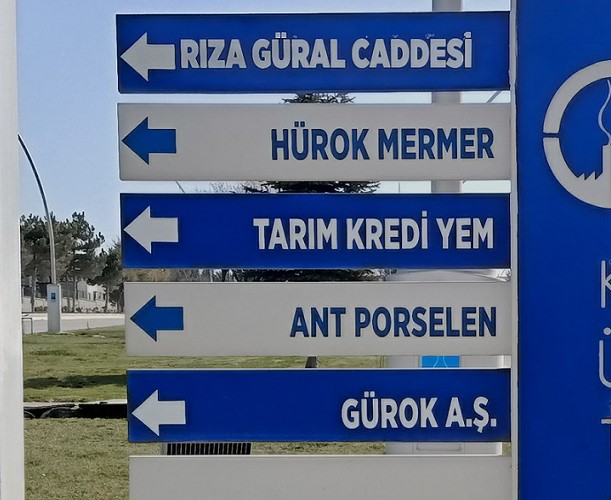 RIZA GÜRAL CADDESİ
HÜROK MERMER
TARIM KREDİ YEM
ANT PORSELEN
GÜROK A.Ş.